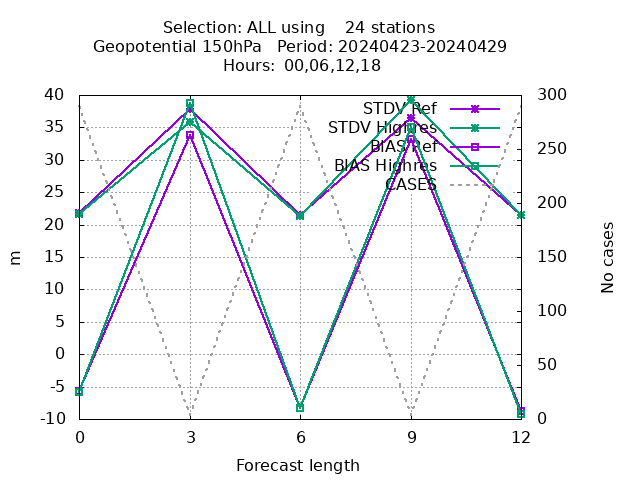 Selection: ALL using    24 stations
Geopotential 150hPa   Period: 20240423-20240429
Hours: 00,06,12,18
40
35
30
25
20
15
10
5
0
-5
-10
m
300
250
200
150
100
50
0
No cases
STDV Ref
STDV Highres
BIAS Ref
BIAS Highres
CASES
0 3 6 9 12
Forecast length